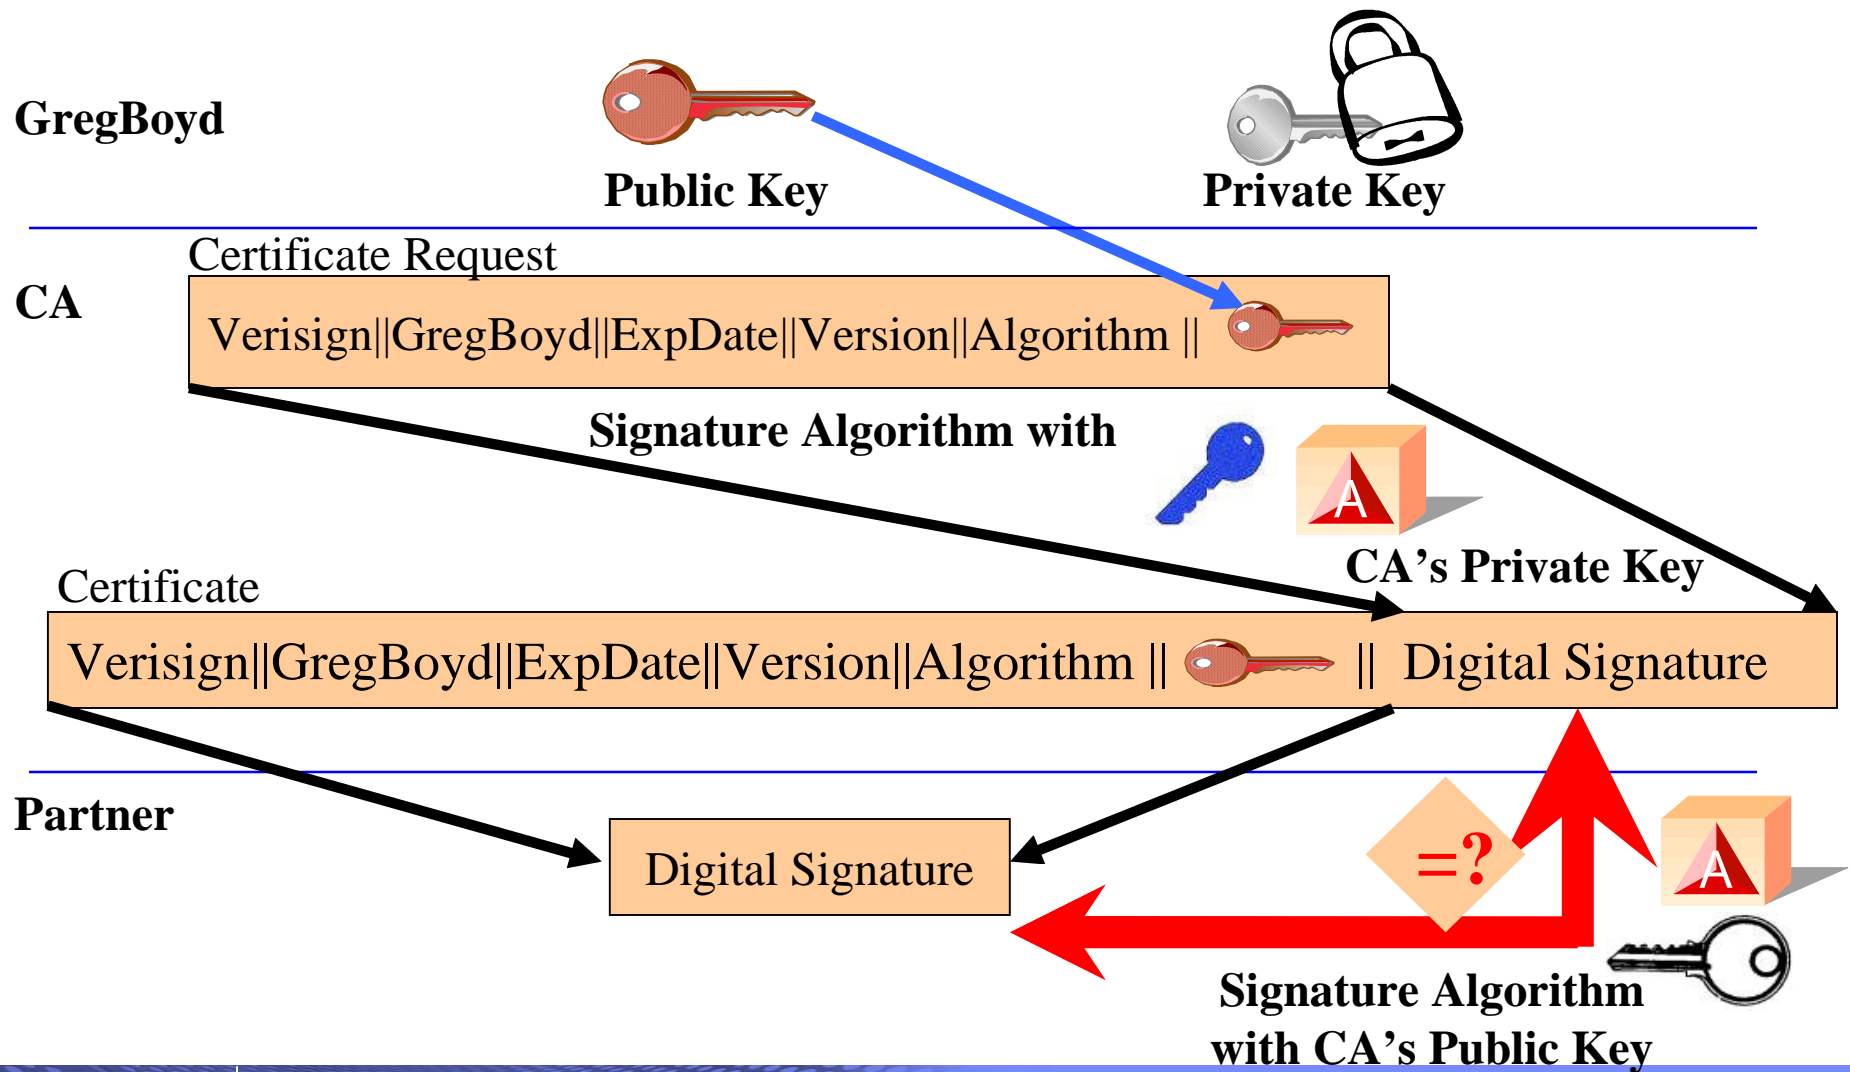 GregBoyd
Public Key
Private Key
Certificate Request
CA
Verisign||GregBoyd||ExpDate||Version||Algorithm ||
Signature Algorithm with
A
CA’s Private Key
Certificate
Verisign||GregBoyd||ExpDate||Version||Algorithm || || Digital Signature
Partner
Digital Signature
=?
A
Signature Algorithm
with CA’s Public Key